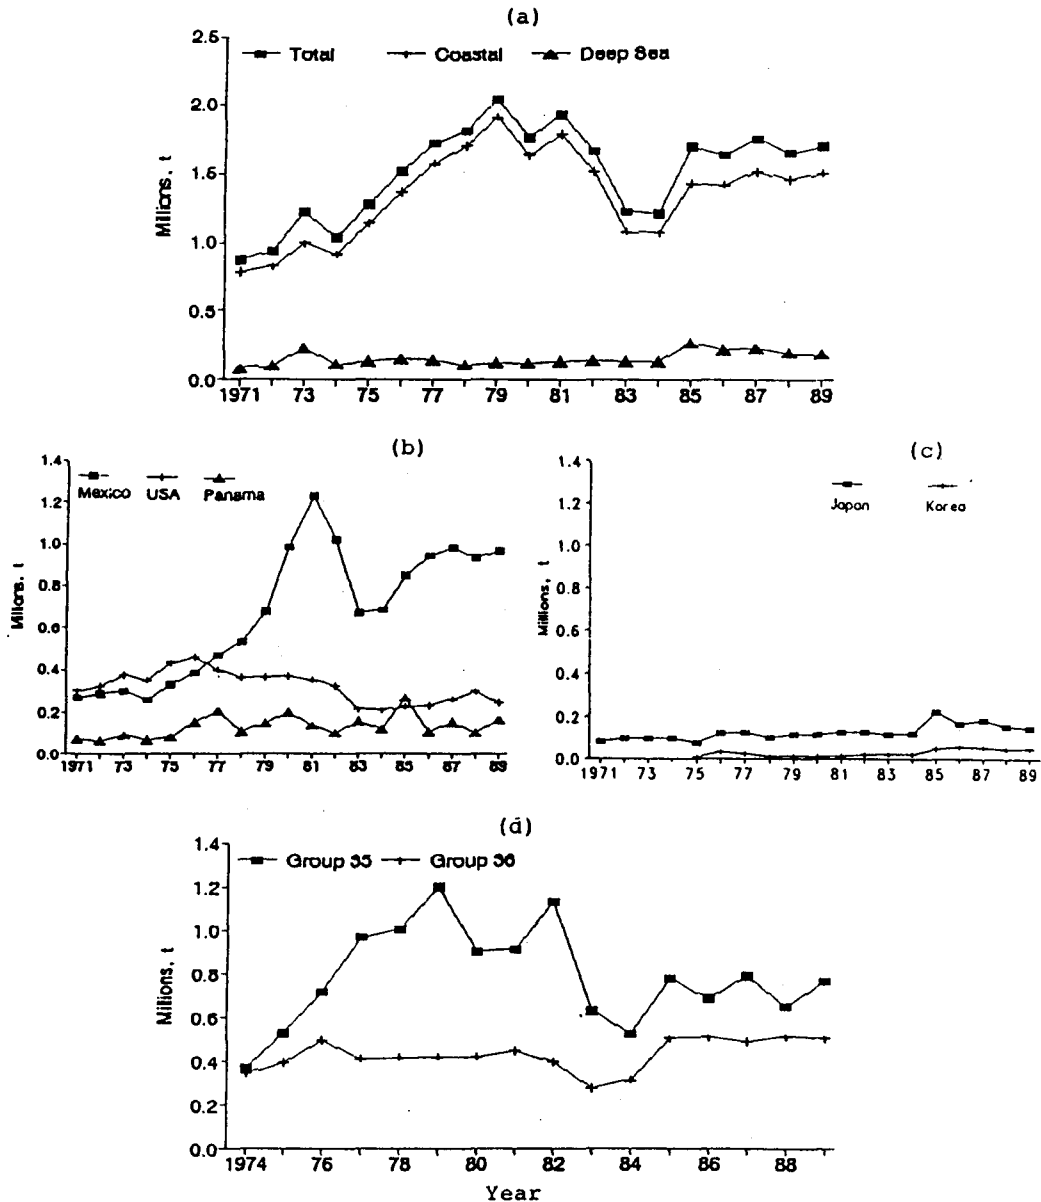 (a)
2.5
Total Coastal Deep Sea
2.0
1.5
Millions, t
1.0
0.5
0.0
1971 73 75 77 79 81 83 85 87 89
(b)
1.4
Mexico USA Panama
1.2
1.0
0.8
Millions, t
0.6
0.4
0.2
0.0
1971 73 75 77 79 81 83 85 87 89
(c)
1.4
Japan Korea
1.2
1.0
0.8
Millions, t
0.6
0.4
0.2
0.0
1971 73 75 77 79 81 83 85 87 89
(d)
1.4
Group 35 Group 36
1.2
1.0
0.8
Millions, t
0.6
0.4
0.2
0.0
1974 76 78 80 82 84 86 88
Year